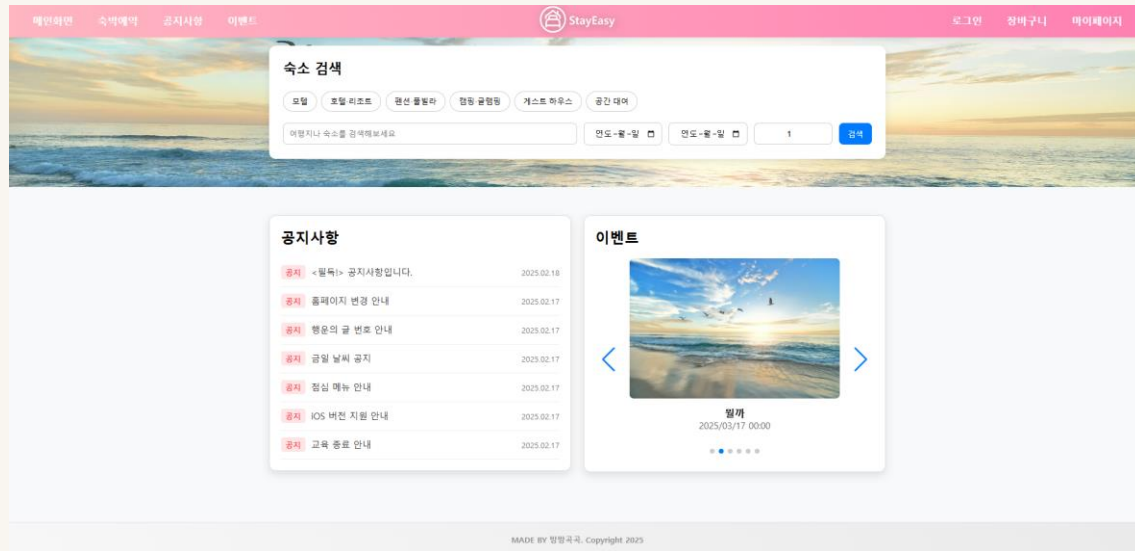 메인화면 숙박예약 공지사항 이벤트 StayEasy 로그인 장바구니 마이페이지
숙소 검색
모텔 호텔·리조트 펜션·풀빌라 캠핑·글램핑 게스트 하우스 공간 대여
여행지나 숙소를 검색해보세요 연도-월-일 연도-월-일 1 검색
공지사항
공지 <필독!> 공지사항입니다. 2025.02.18
공지 홈페이지 변경 안내 2025.02.17
공지 행운의 글 번호 안내 2025.02.17
공지 금일 날씨 공지 2025.02.17
공지 점심 메뉴 안내 2025.02.17
공지 iOS 버전 지원 안내 2025.02.17
공지 교육 종료 안내 2025.02.17
이벤트
뭘까
2025/03/17 00:00
MADE BY 방방곡곡. Copyright 2025